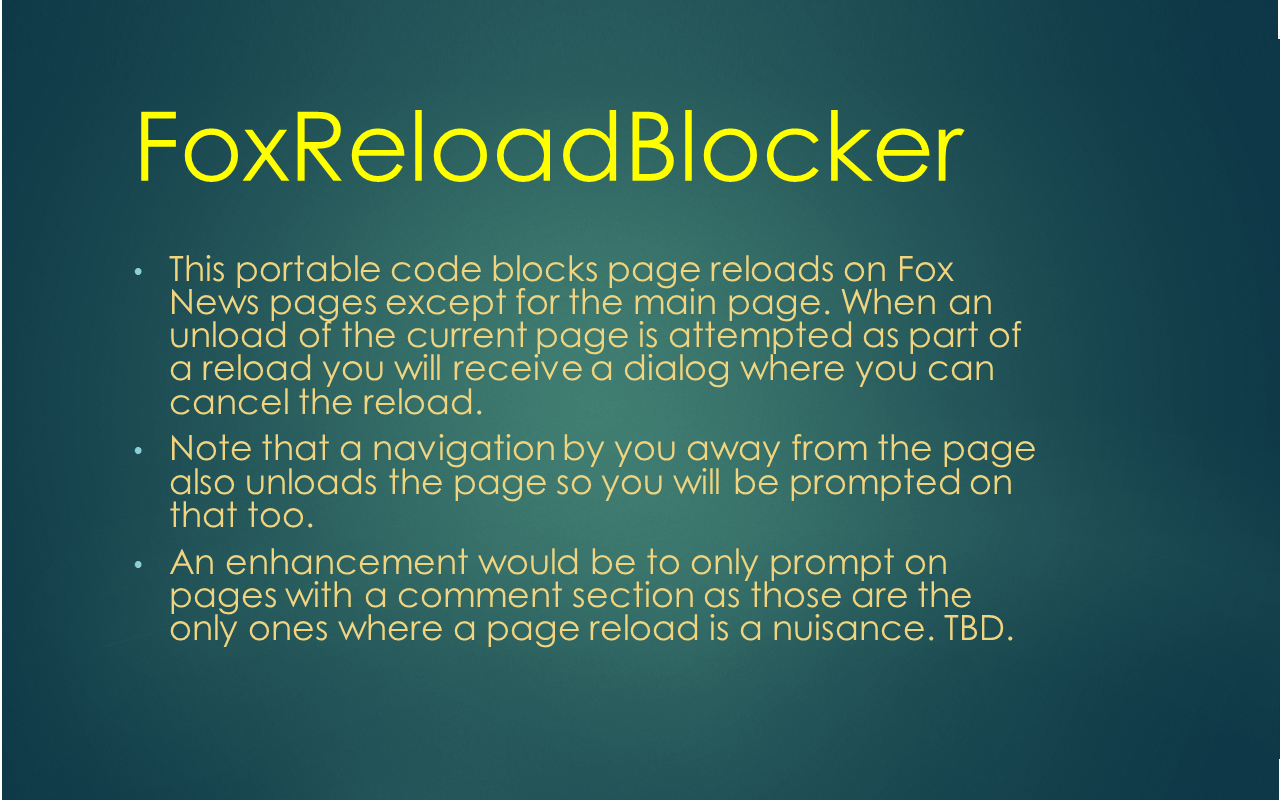 FoxReloadBlocker
• This portable code blocks page reloads on Fox
News pages except for the main page. When an
unload of the current page is attempted as part of
a reload you will receive a dialog where you can
cancel the reload.
• Note that a navigation by you away from the page
also unloads the page so you will be prompted on
that too.
• An enhancement would be to only prompt on
pages with a comment section as those are the
only ones where a page reload is a nuisance. TBD.